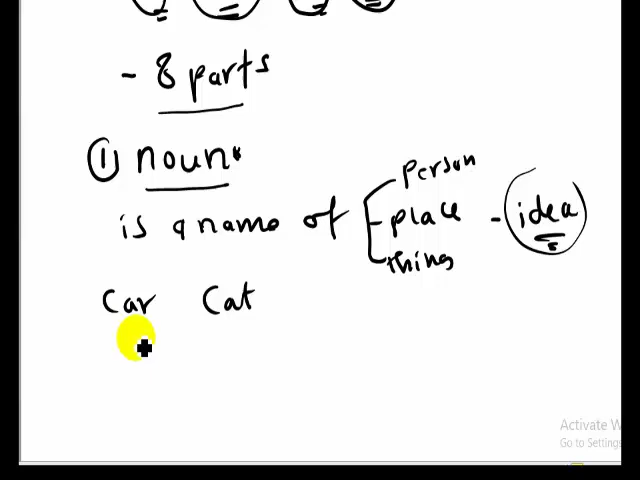 - 8 parts
① noun
person
is a name of place - idea
thing
Car Cat
Activate W
Go to Settings